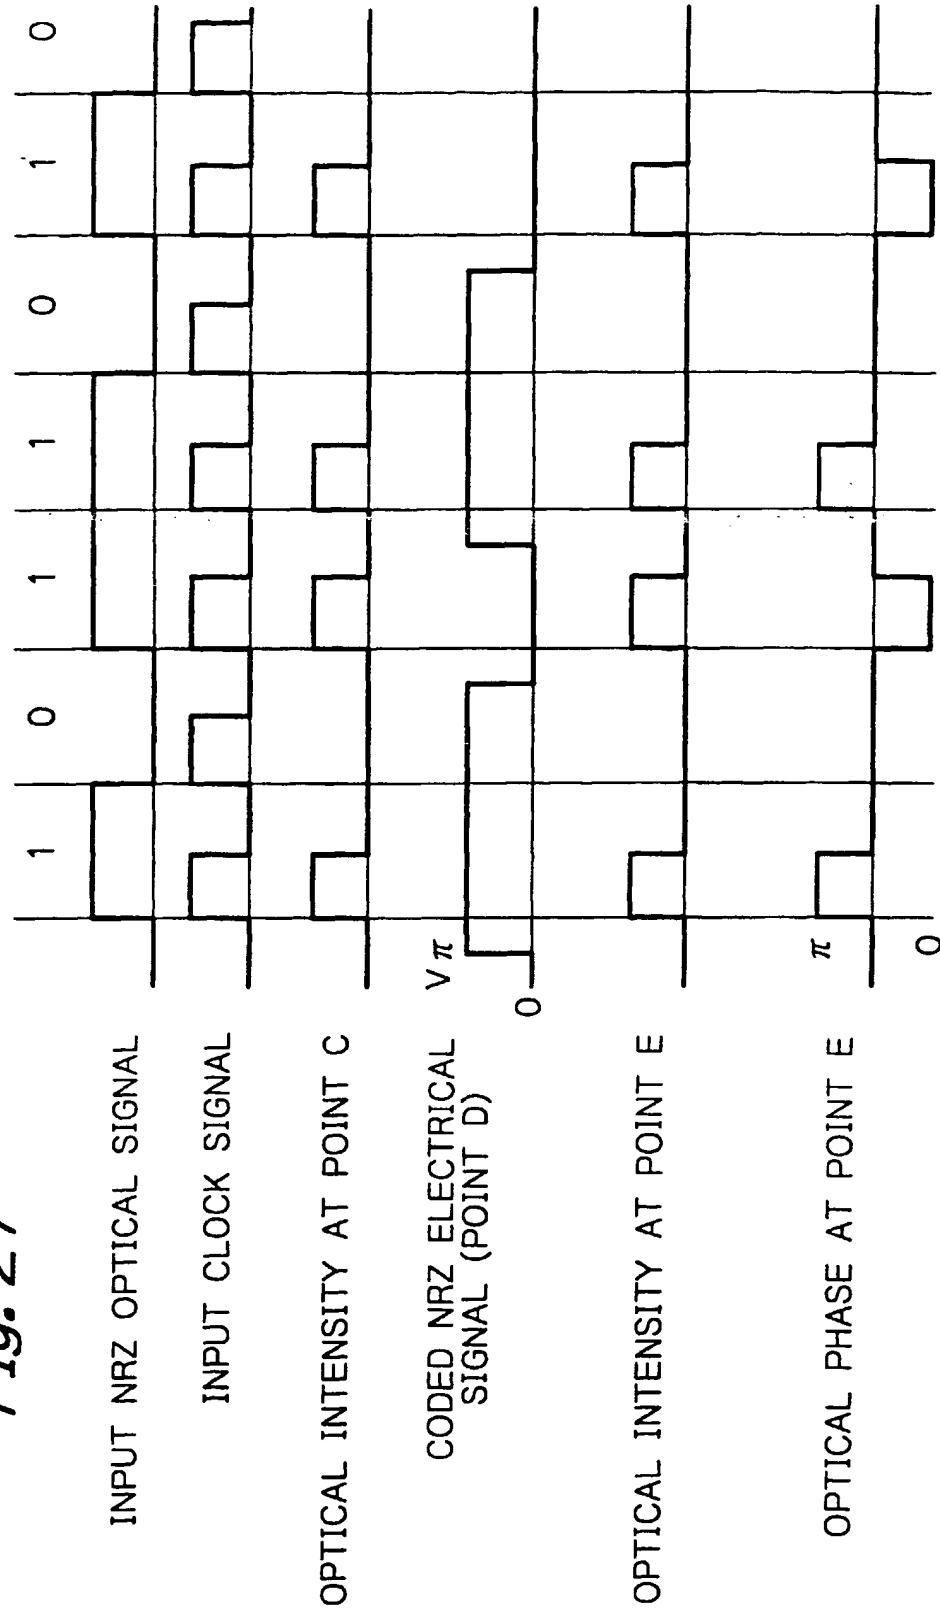 Fig. 27
1 0 1 1 0 1 0
INPUT NRZ OPTICAL SIGNAL
INPUT CLOCK SIGNAL
OPTICAL INTENSITY AT POINT C
CODED NRZ ELECTRICAL
SIGNAL (POINT D)
Vπ
0
OPTICAL INTENSITY AT POINT E
OPTICAL PHASE AT POINT E
π
0